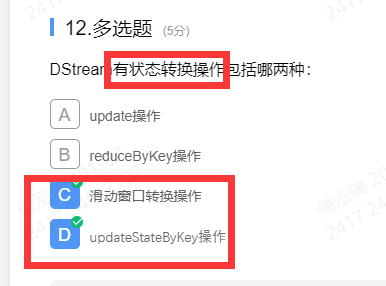 12.多选题 (5分)
DStream有状态转换操作包括哪两种：
A update操作
B reduceByKey操作
C 滑动窗口转换操作
D updateStateByKey操作